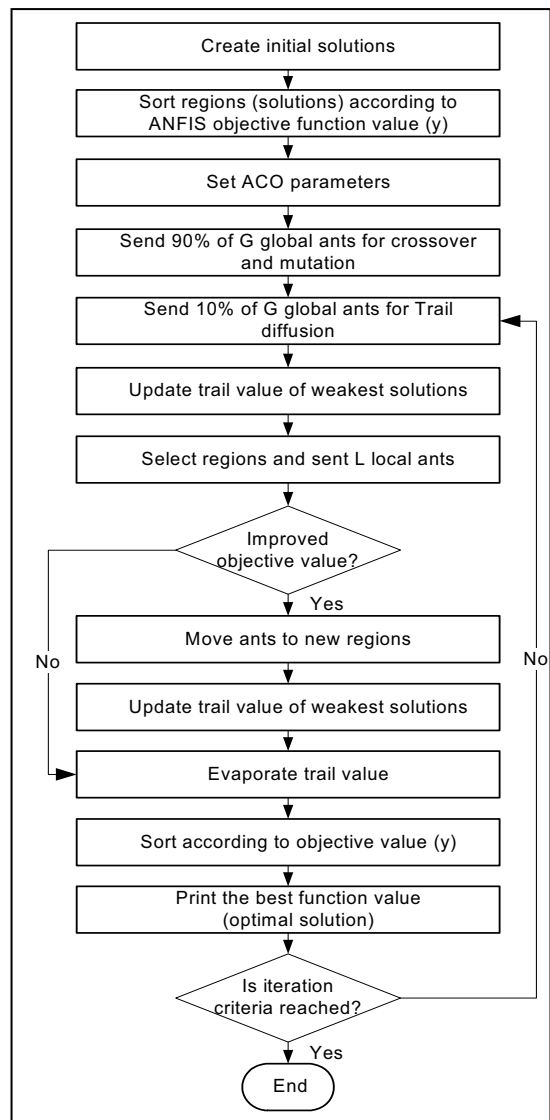 Create initial solutions
Sort regions (solutions) according to
ANFIS objective function value (y)
Set ACO parameters
Send 90% of G global ants for crossover
and mutation
Send 10% of G global ants for Trail
diffusion
Update trail value of weakest solutions
Select regions and sent L local ants
Improved
objective value?
Yes
No
Move ants to new regions
No
Update trail value of weakest solutions
Evaporate trail value
Sort according to objective value (y)
Print the best function value
(optimal solution)
Is iteration
criteria reached?
Yes
End